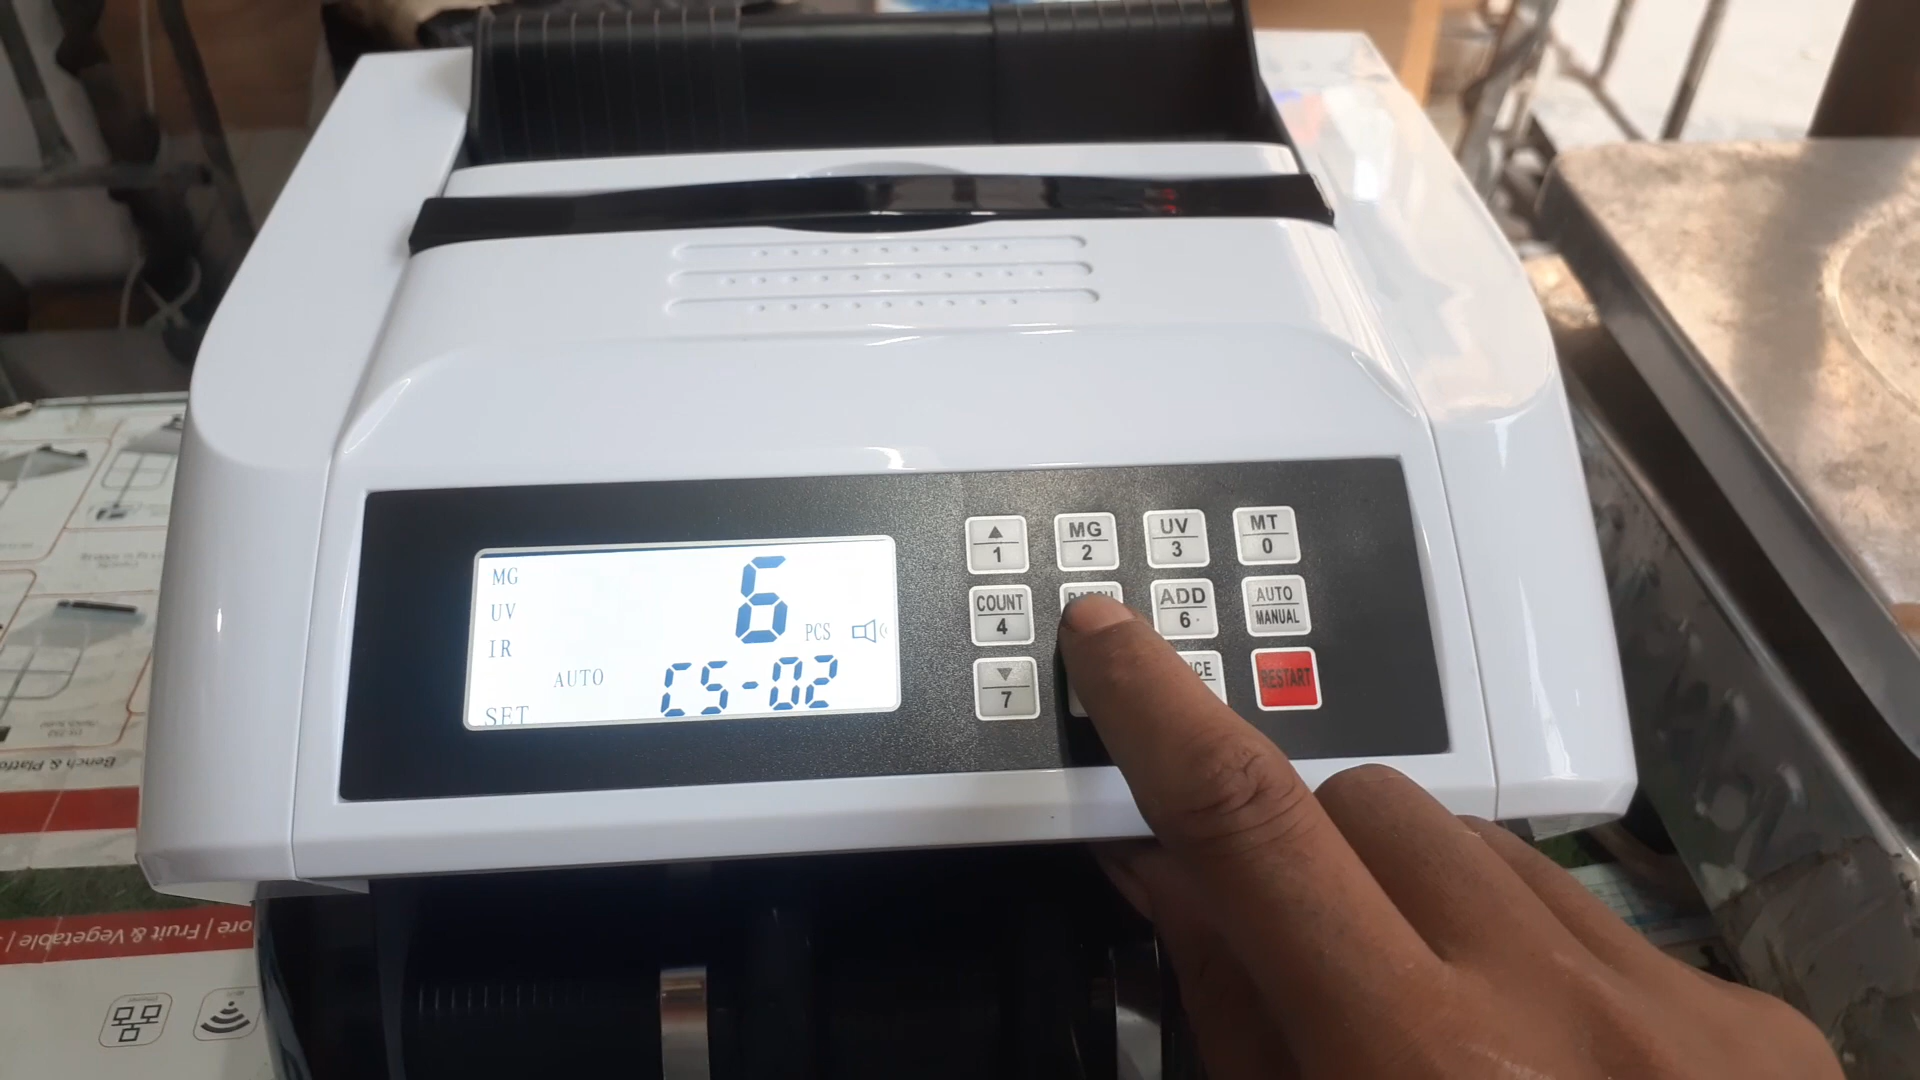 MG
6
UV
PCS
IR
AUTO
CS-02
SET
▲
1
MG
2
UV
3
MT
0
COUNT
4
ADD
6
AUTO
MANUAL
▼
7
RESTART
Bench & Platfo
ore | Fruit & Vegetable |